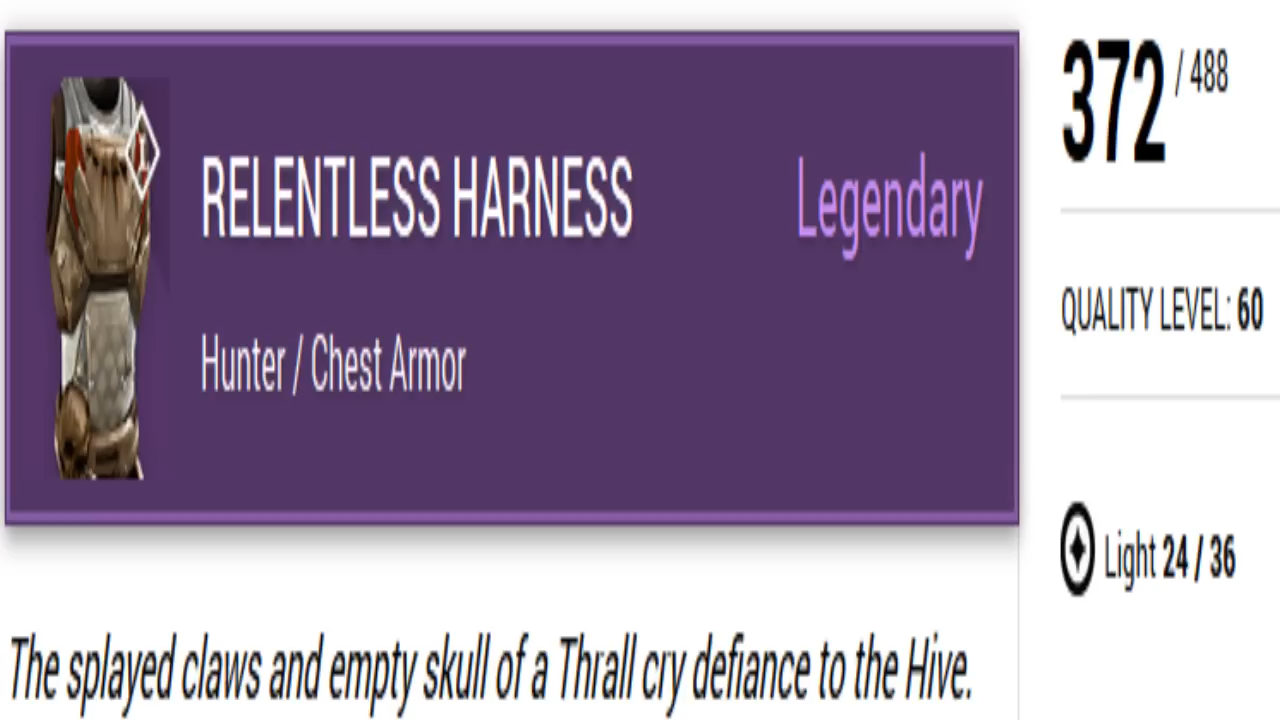 372 / 488
RELENTLESS HARNESS
Legendary
QUALITY LEVEL: 60
Hunter / Chest Armor
Light 24 / 36
The splayed claws and empty skull of a Thrall cry defiance to the Hive.